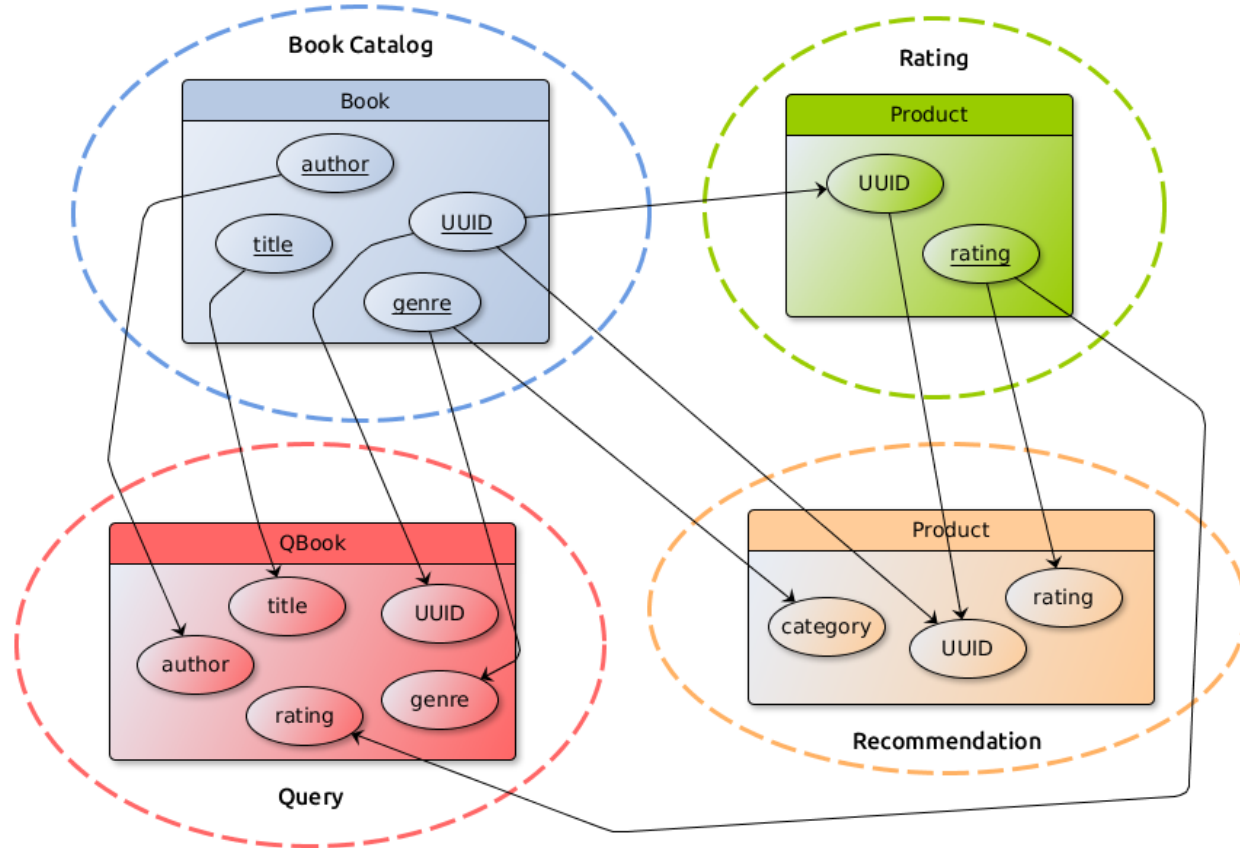 Book Catalog
Book
author
UUID
title
genre
Rating
Product
UUID
rating
QBook
title
UUID
author
genre
rating
Query
Product
rating
category
UUID
Recommendation